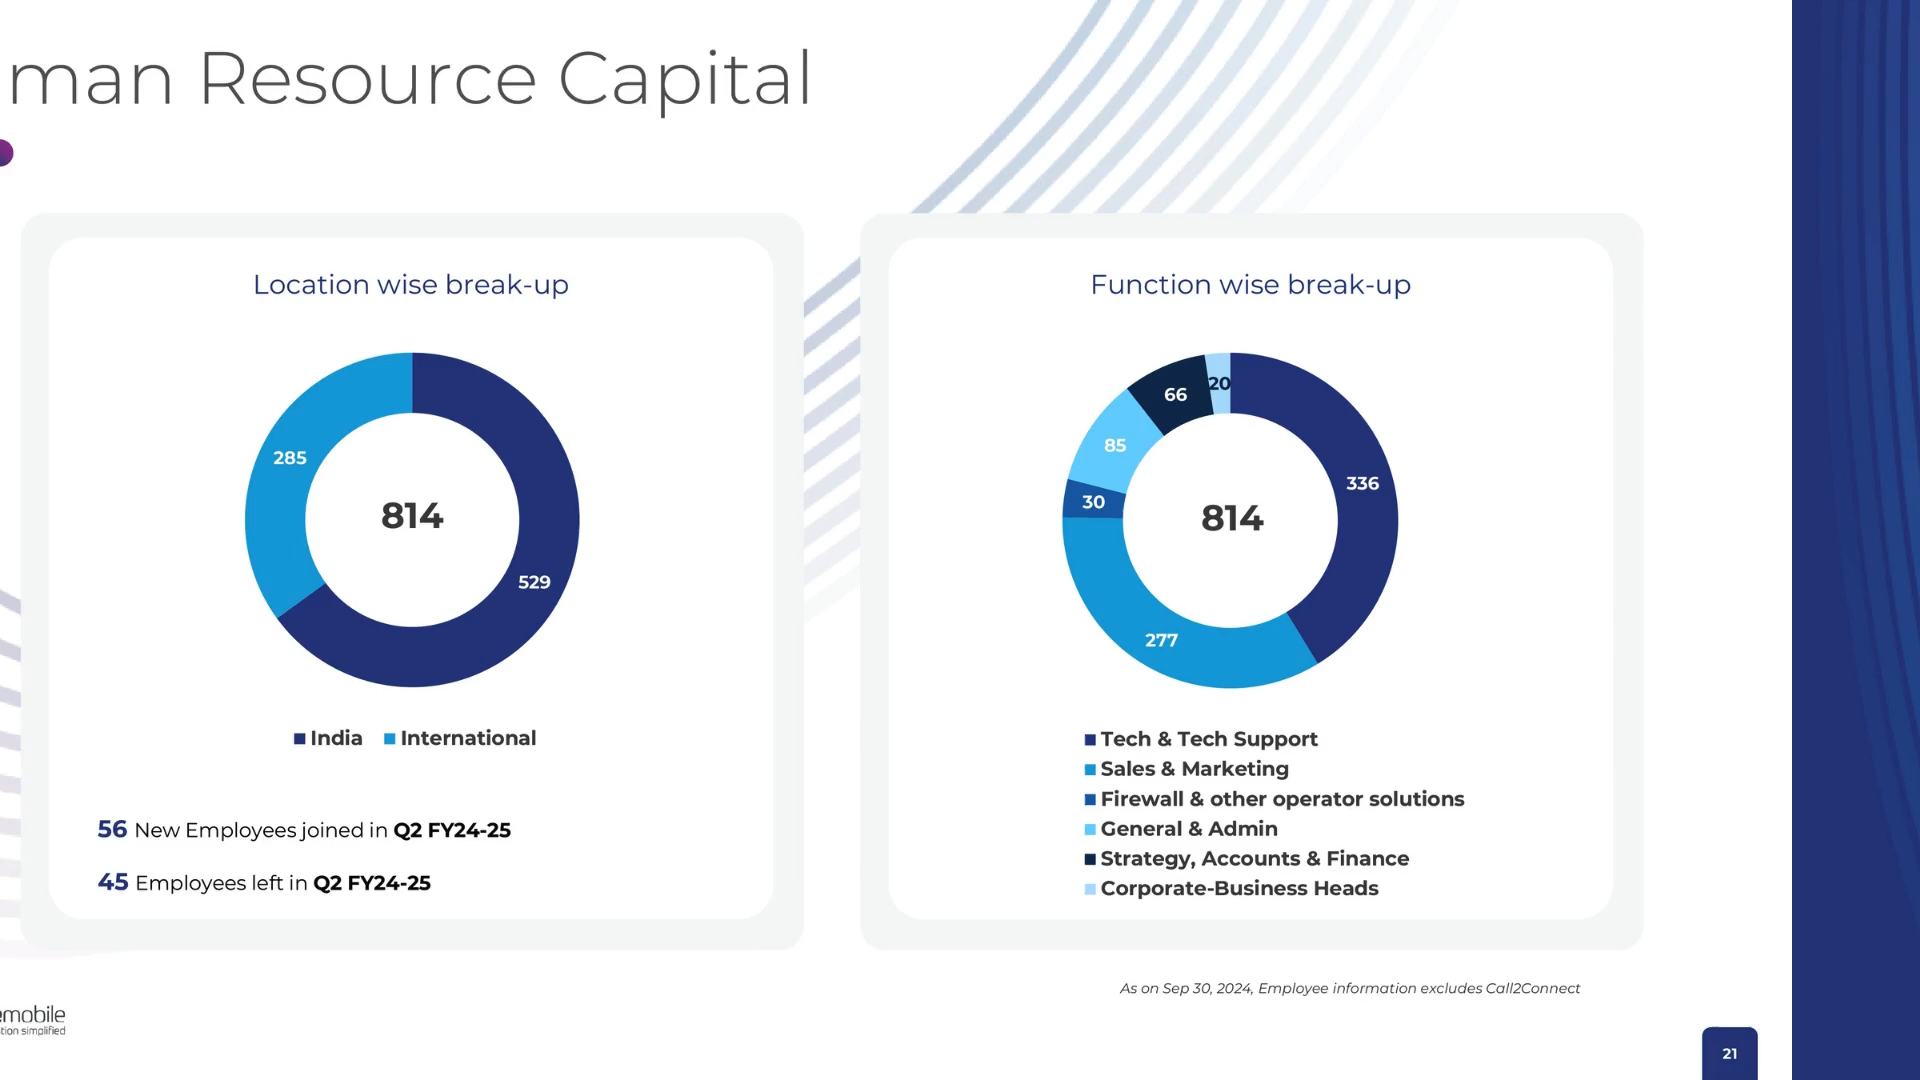 man Resource Capital
Location wise break-up
285
814
529
India International
56 New Employees joined in Q2 FY24-25
45 Employees left in Q2 FY24-25
Function wise break-up
20
66
85
30
336
814
277
Tech & Tech Support
Sales & Marketing
Firewall & other operator solutions
General & Admin
Strategy, Accounts & Finance
Corporate-Business Heads
As on Sep 30, 2024, Employee information excludes Call2Connect
emobile
tion simplified
21